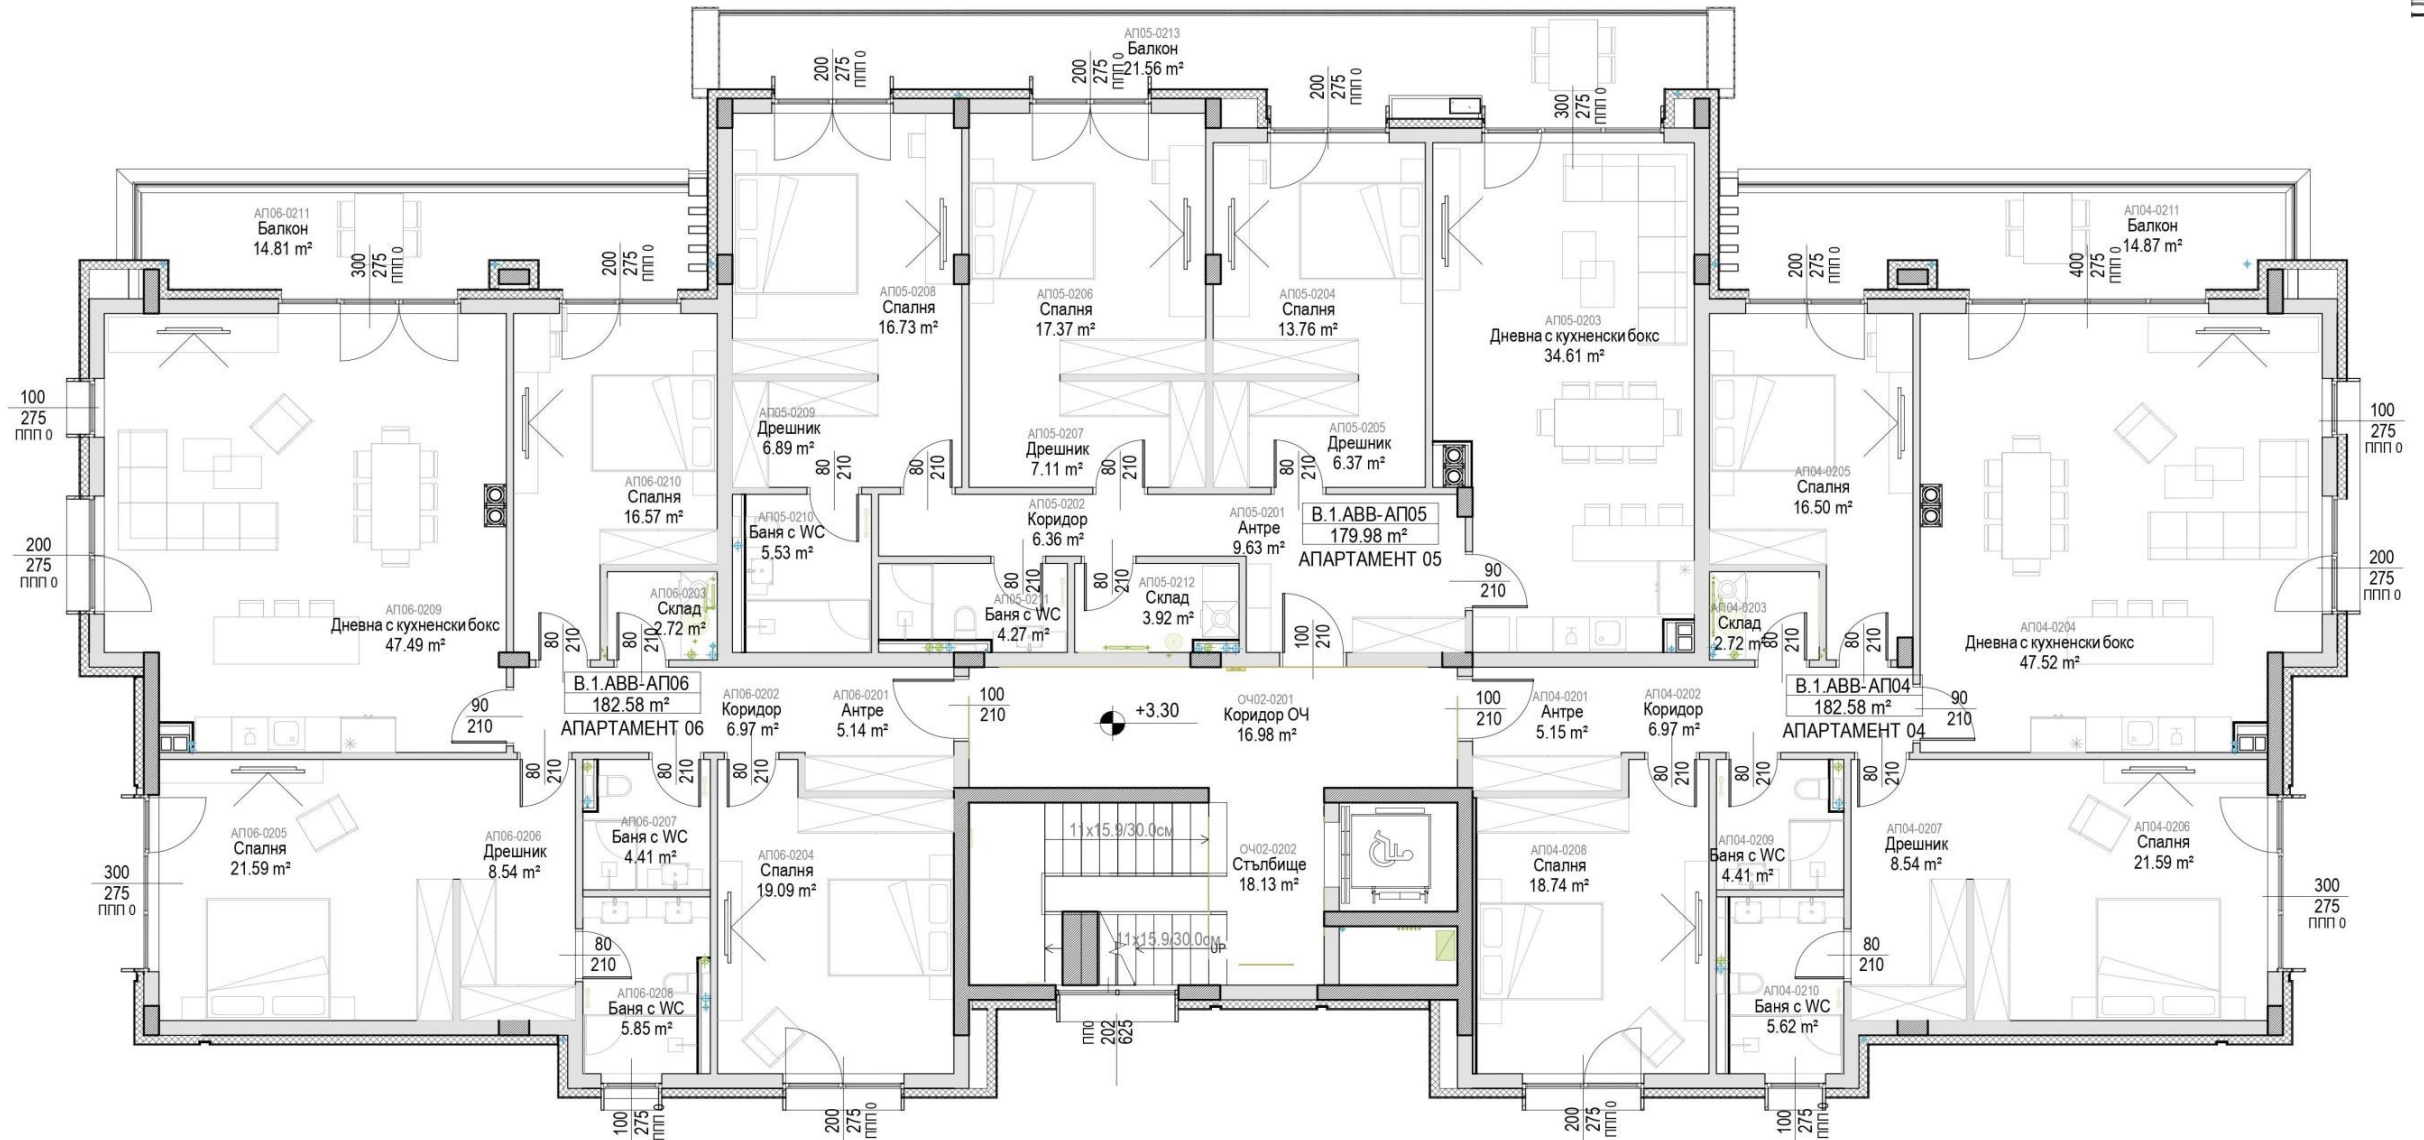 АП05-0213
Балкон
21.56 m²
200
275
ППП 0
200
275
ППП 0
200
275
ППП 0
300
275
ППП 0
АП06-0211
Балкон
14.81 m²
300
275
ППП 0
200
275
ППП 0
АП04-0211
Балкон
14.87 m²
200
275
ППП 0
400
275
ППП 0
АП05-0208
Спалня
16.73 m²
АП05-0206
Спалня
17.37 m²
АП05-0204
Спалня
13.76 m²
АП05-0203
Дневна с кухненски бокс
34.61 m²
100
275
ППП 0
100
275
ППП 0
АП05-0209
Дрешник
6.89 m²
АП05-0207
Дрешник
7.11 m²
АП05-0205
Дрешник
6.37 m²
80
210
80
210
80
210
АП06-0210
Спалня
16.57 m²
АП04-0205
Спалня
16.50 m²
АП05-0210
Баня с WC
5.53 m²
80
210
АП05-0202
Коридор
6.36 m²
АП05-0201
Антре
9.63 m²
В.1.АВВ-АП05
179.98 m²
АПАРТАМЕНТ 05
200
275
ППП 0
200
275
ППП 0
90
210
АП05-0211
Баня с WC
4.27 m²
80
210
80
210
АП05-0212
Склад
3.92 m²
100
210
АП06-0209
Дневна с кухненски бокс
47.49 m²
80
210
АП06-0203
Склад
2.72 m²
80
210
АП04-0203
Склад
2.72 m²
80
210
80
210
АП04-0204
Дневна с кухненски бокс
47.52 m²
90
210
В.1.АВВ-АП06
182.58 m²
АПАРТАМЕНТ 06
АП06-0202
Коридор
6.97 m²
АП06-0201
Антре
5.14 m²
100
210
+3.30
ОЧ02-0201
Коридор ОЧ
16.98 m²
100
210
АП04-0201
Антре
5.15 m²
АП04-0202
Коридор
6.97 m²
В.1.АВВ-АП04
182.58 m²
АПАРТАМЕНТ 04
90
210
80
210
80
210
80
210
80
210
80
210
80
210
АП06-0205
Спалня
21.59 m²
АП06-0206
Дрешник
8.54 m²
АП06-0207
Баня с WC
4.41 m²
АП06-0204
Спалня
19.09 m²
11x15.9/30.0см
ОЧ02-0202
Стълбище
18.13 m²
АП04-0208
Спалня
18.74 m²
АП04-0209
Баня с WC
4.41 m²
АП04-0207
Дрешник
8.54 m²
АП04-0206
Спалня
21.59 m²
300
275
ППП 0
300
275
ППП 0
80
210
11x15.9/30.0см
UP
80
210
АП06-0208
Баня с WC
5.85 m²
АП04-0210
Баня с WC
5.62 m²
ПП0
202
625
100
275
ППП 0
200
275
ППП 0
200
275
ППП 0
100
275
ППП 0